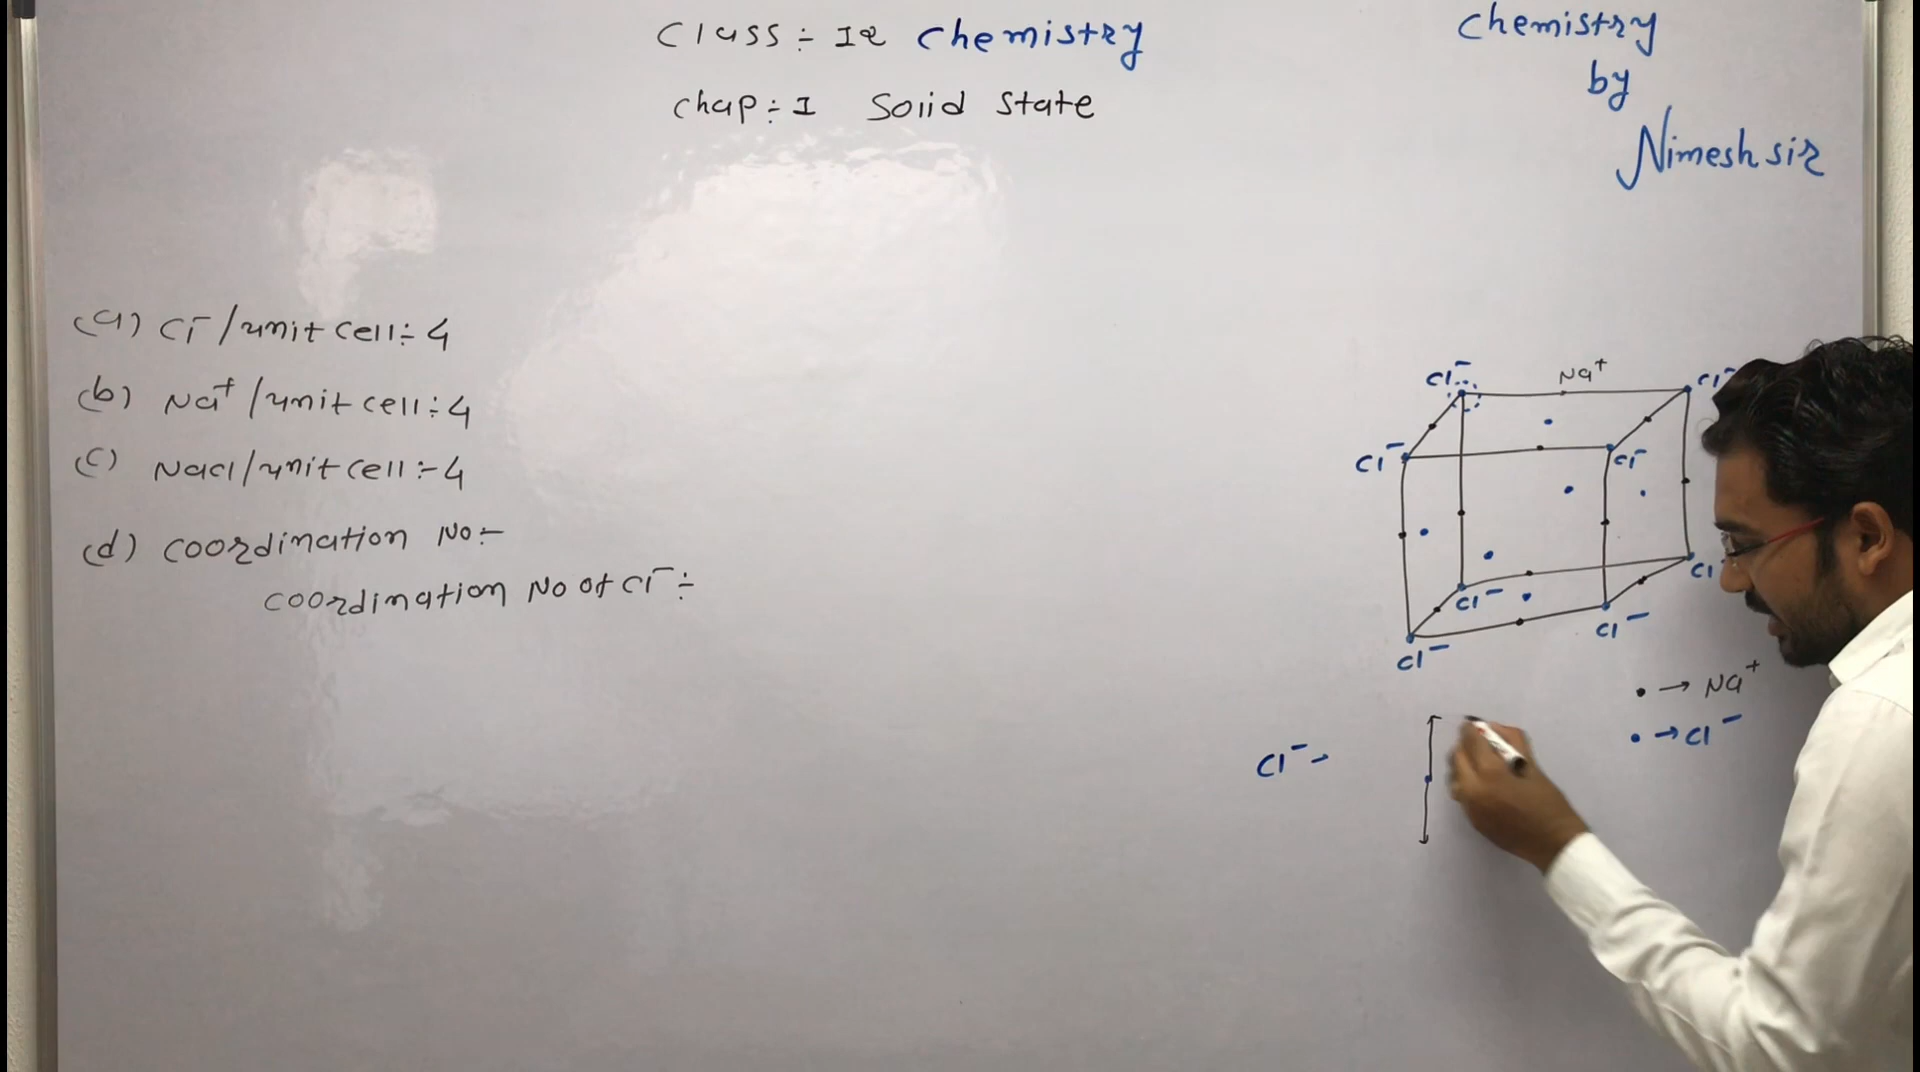 Class ÷ 12 Chemistry
Chap ÷ 1 Solid State
Chemistry
by
Nimesh sir
(a) Cl⁻ / unit cell ÷ 4
(b) Na⁺ / unit cell ÷ 4
(c) NaCl / unit cell :- 4
(d) Coordination No :-
Coordination No of Cl⁻ ÷
Cl⁻ Na⁺ Cl⁻
Cl⁻ Cl⁻
Cl⁻ Cl⁻
Cl⁻ Cl⁻
• → Na⁺
• → Cl⁻
Cl⁻ -